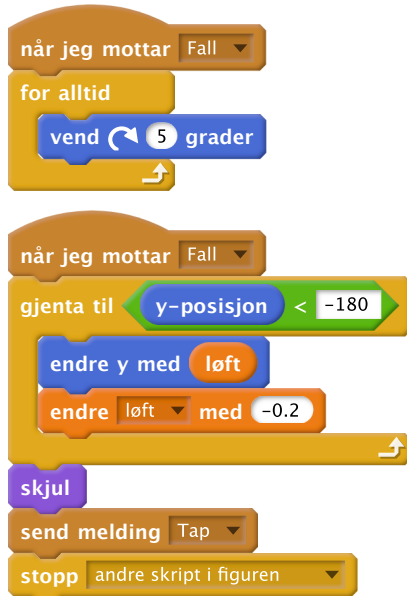 når jeg mottar Fall
for alltid
vend 5 grader
når jeg mottar Fall
gjenta til y-posisjon < -180
endre y med løft
endre løft med -0.2
skjul
send melding Tap
stopp andre skript i figuren